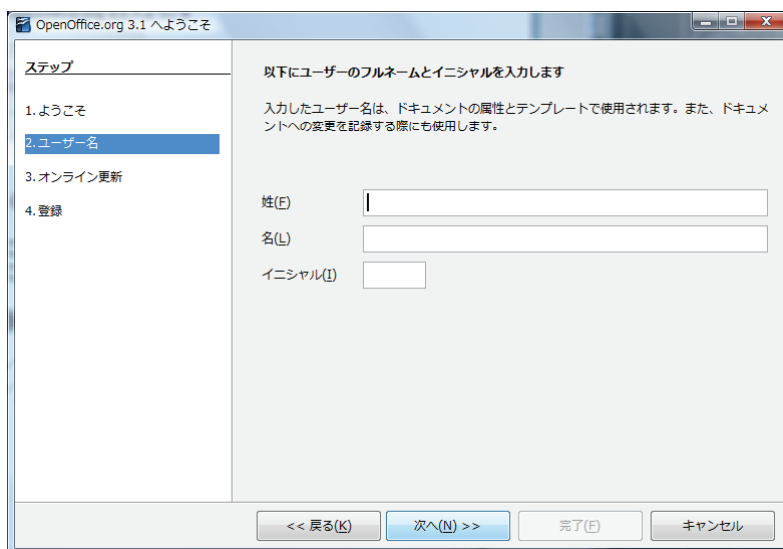 OpenOffice.org 3.1 へようこそ
ステップ
1.ようこそ
2.ユーザー名
3.オンライン更新
4.登録
以下にユーザーのフルネームとイニシャルを入力します
入力したユーザー名は、ドキュメントの属性とテンプレートで使用されます。また、ドキュメ
ントへの変更を記録する際にも使用します。
姓(F)
名(L)
イニシャル(I)
<< 戻る(K)
次へ(N) >>
完了(F)
キャンセル